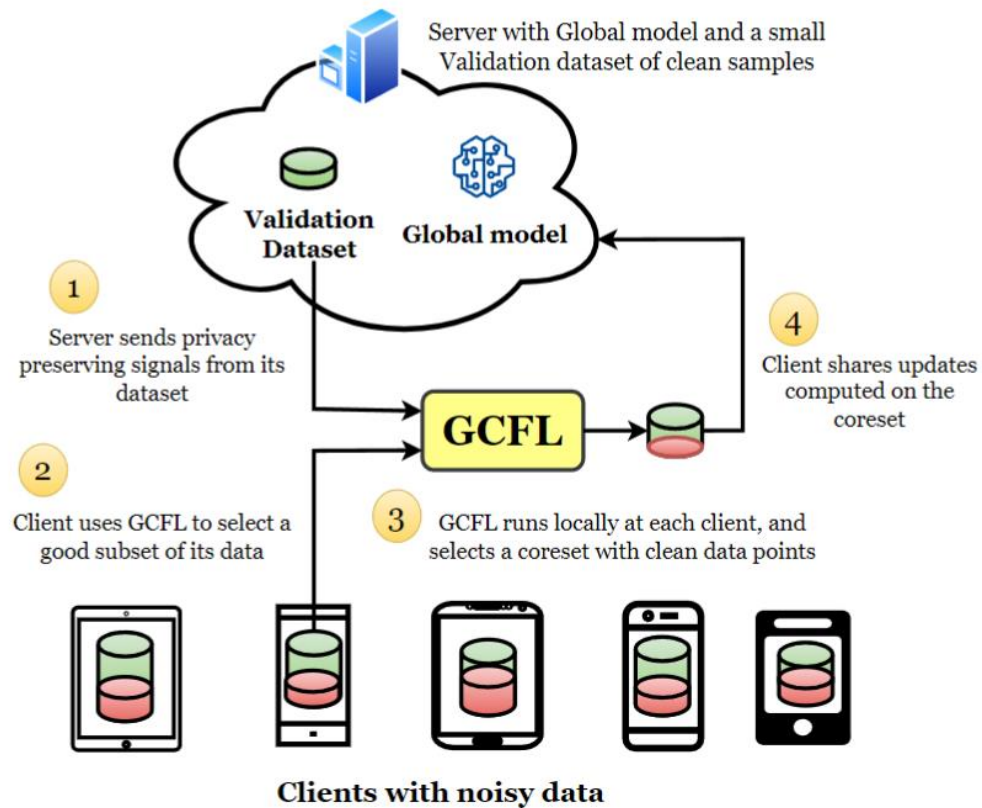 Server with Global model and a small
Validation dataset of clean samples
Validation
Dataset
Global model
1
Server sends privacy
preserving signals from its
dataset
4
Client shares updates
computed on the
coreset
GCFL
2
Client uses GCFL to select a
good subset of its data
3
GCFL runs locally at each client, and
selects a coreset with clean data points
Clients with noisy data